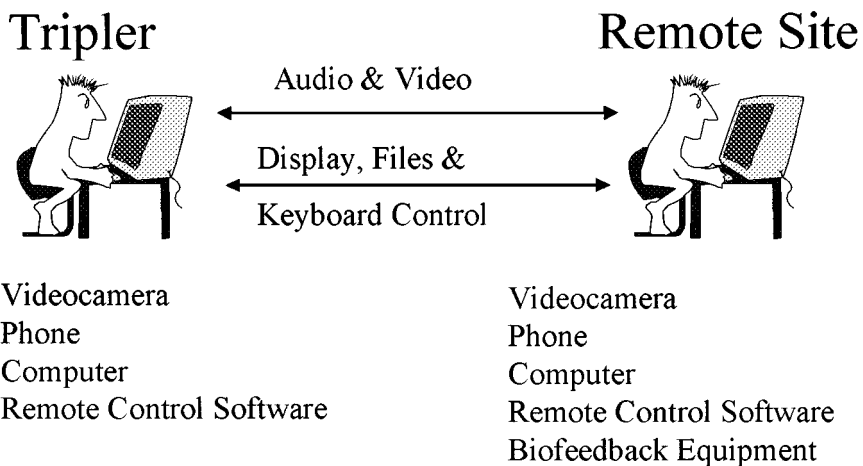 Tripler
Remote Site
Audio & Video
Display, Files &
Keyboard Control
Videocamera
Phone
Computer
Remote Control Software
Videocamera
Phone
Computer
Remote Control Software
Biofeedback Equipment